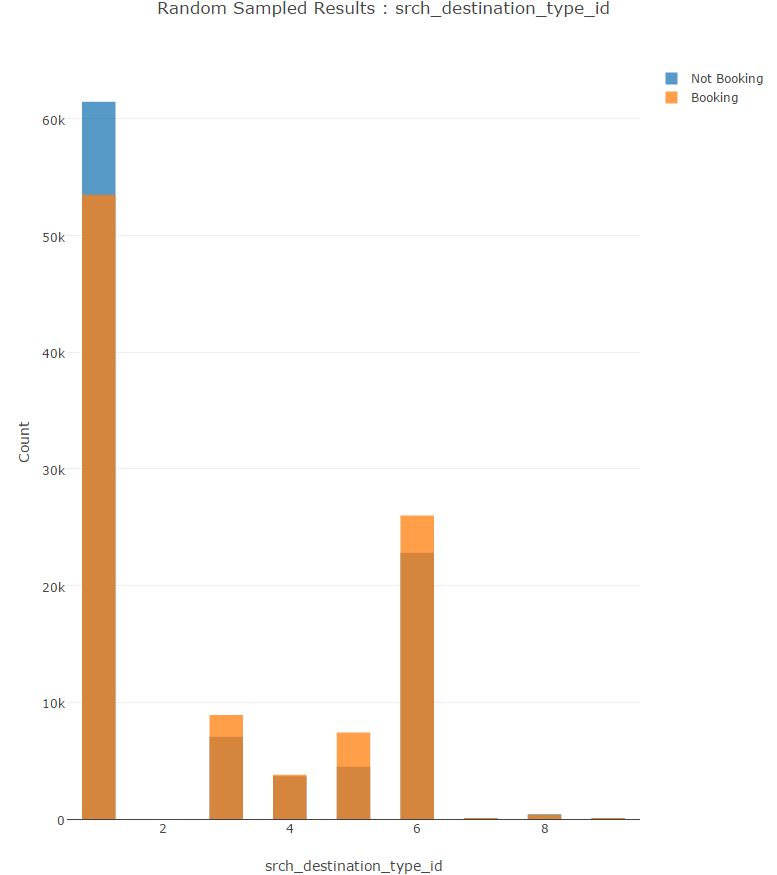 Random Sampled Results : srch_destination_type_id
Not Booking
Booking
60k
50k
40k
30k
20k
10k
0
Count
2
4
6
8
srch_destination_type_id